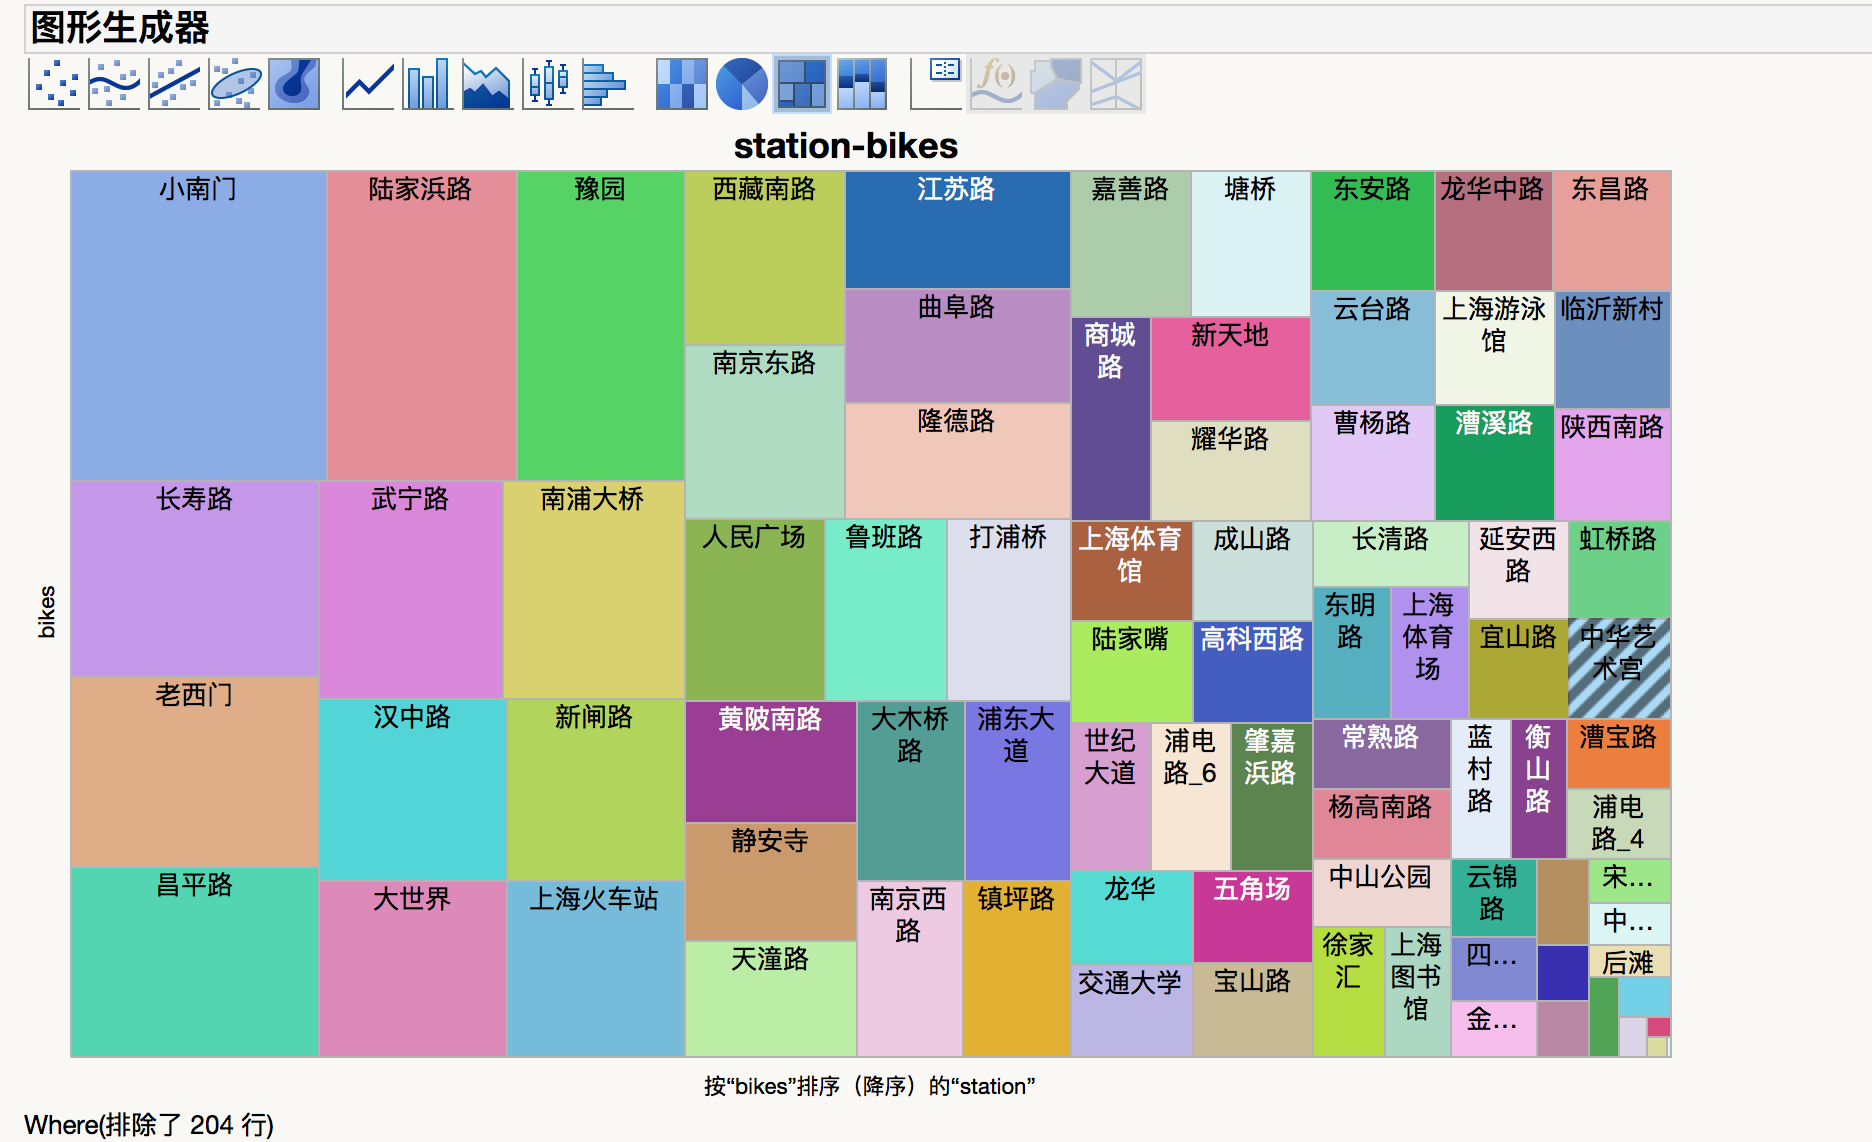 图形生成器
station-bikes
小南门
陆家浜路
豫园
西藏南路
江苏路
嘉善路
塘桥
东安路
龙华中路
东昌路
曲阜路
云台路
上海游泳
馆
临沂新村
商城
路
新天地
南京东路
隆德路
曹杨路
漕溪路
陕西南路
耀华路
长寿路
武宁路
南浦大桥
人民广场
鲁班路
打浦桥
上海体育
馆
成山路
长清路
延安西
路
虹桥路
东明
路
上海
体育
场
陆家嘴
高科西路
宜山路
中华艺
术宫
老西门
汉中路
新闸路
黄陂南路
大木桥
路
浦东大
道
世纪
大道
浦电
路_6
肇嘉
浜路
常熟路
蓝
村
路
衡
山
路
漕宝路
杨高南路
浦电
路_4
静安寺
昌平路
大世界
上海火车站
南京西
路
镇坪路
龙华
五角场
中山公园
云锦
路
宋...
中...
徐家
汇
上海
图书
馆
四...
后滩
天潼路
交通大学
宝山路
金...
bikes
按“bikes”排序（降序）的“station”
Where(排除了 204 行)